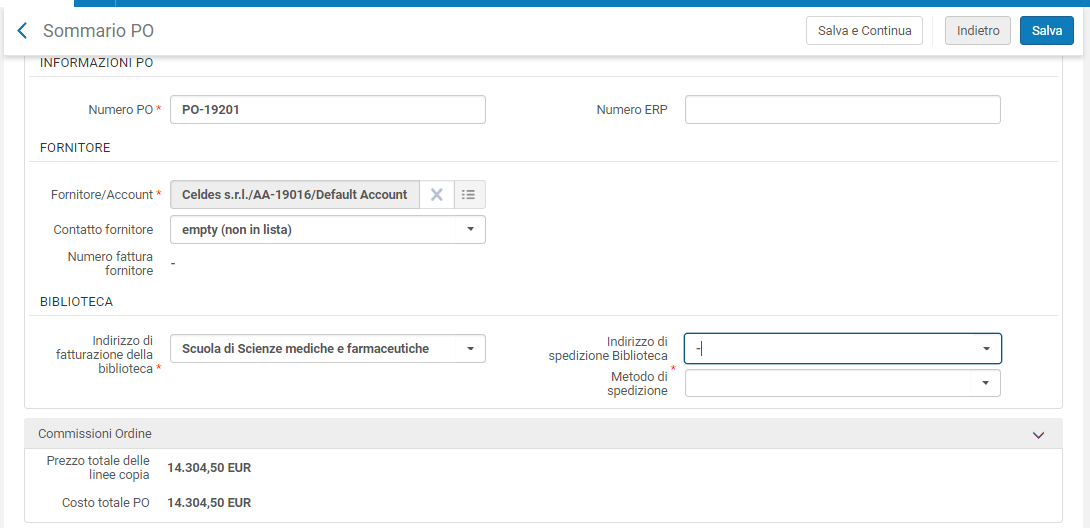 Sommario PO
Salva e Continua
Indietro
Salva
INFORMAZIONI PO
Numero PO *
PO-19201
Numero ERP
FORNITORE
Fornitore/Account *
Celdes s.r.l./AA-19016/Default Account
Contatto fornitore
empty (non in lista)
Numero fattura
fornitore
-
BIBLIOTECA
Indirizzo di
fatturazione della
biblioteca *
Scuola di Scienze mediche e farmaceutiche
Indirizzo di
spedizione Biblioteca *
-
Metodo di
spedizione
Commissioni Ordine
Prezzo totale delle
linee copia
14.304,50 EUR
Costo totale PO
14.304,50 EUR